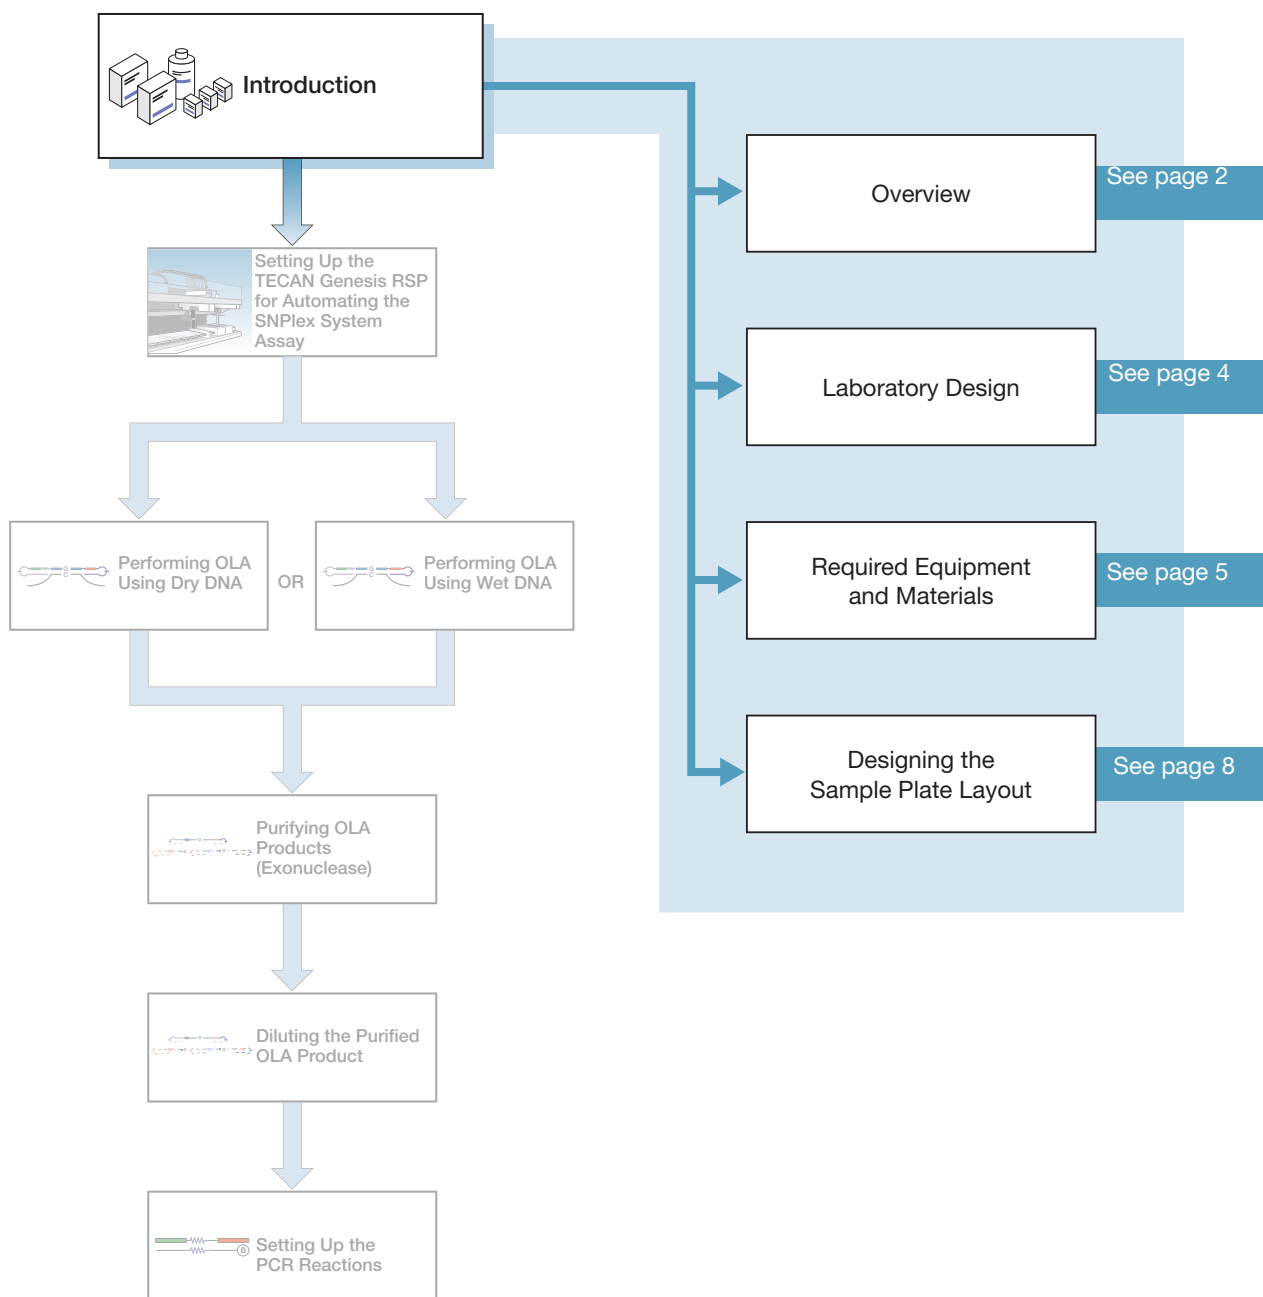 Introduction
Overview
See page 2
Laboratory Design
See page 4
Required Equipment
and Materials
See page 5
Designing the
Sample Plate Layout
See page 8
Setting Up the
TECAN Genesis RSP
for Automating the
SNPlex System
Assay
G
C
Performing OLA
Using Dry DNA
OR
G
C
Performing OLA
Using Wet DNA
Purifying OLA
Products
(Exonuclease)
Diluting the Purified
OLA Product
B
Setting Up the
PCR Reactions